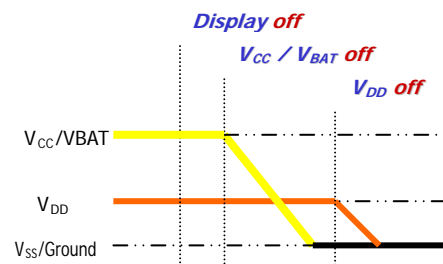 Display off
VCC / VBAT off
VDD off
VCC/VBAT
VDD
VSS/Ground